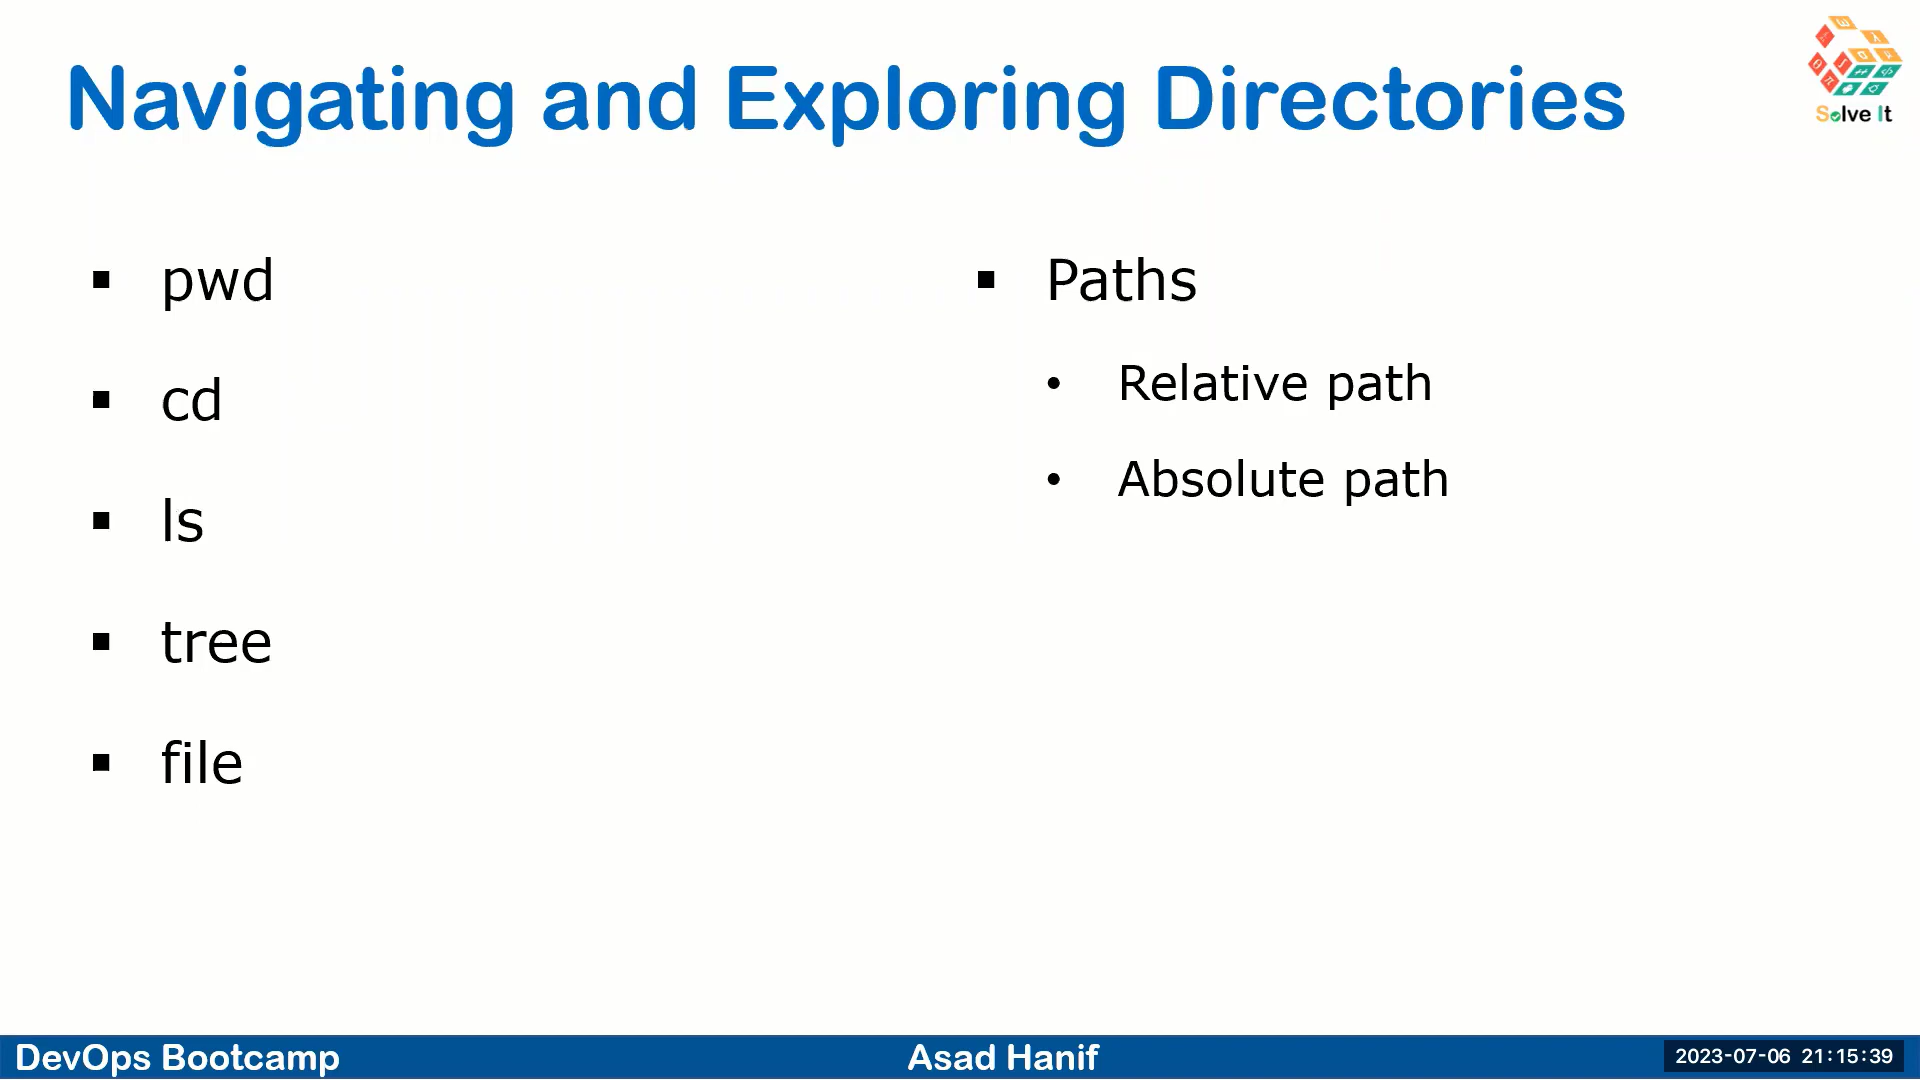 Navigating and Exploring Directories
Solve It
▪ pwd
▪ cd
▪ ls
▪ tree
▪ file
▪ Paths
• Relative path
• Absolute path
DevOps Bootcamp
Asad Hanif
2023-07-06 21:15:39